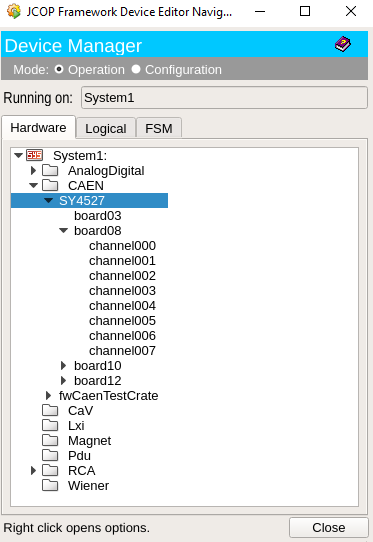 JCOP Framework Device Editor Navig...
Device Manager
Mode: Operation Configuration
Running on: System1
Hardware Logical FSM
SYS System1:
AnalogDigital
CAEN
SY4527
board03
board08
channel000
channel001
channel002
channel003
channel004
channel005
channel006
channel007
board10
board12
fwCaenTestCrate
CaV
Lxi
Magnet
Pdu
RCA
Wiener
Right click opens options. Close